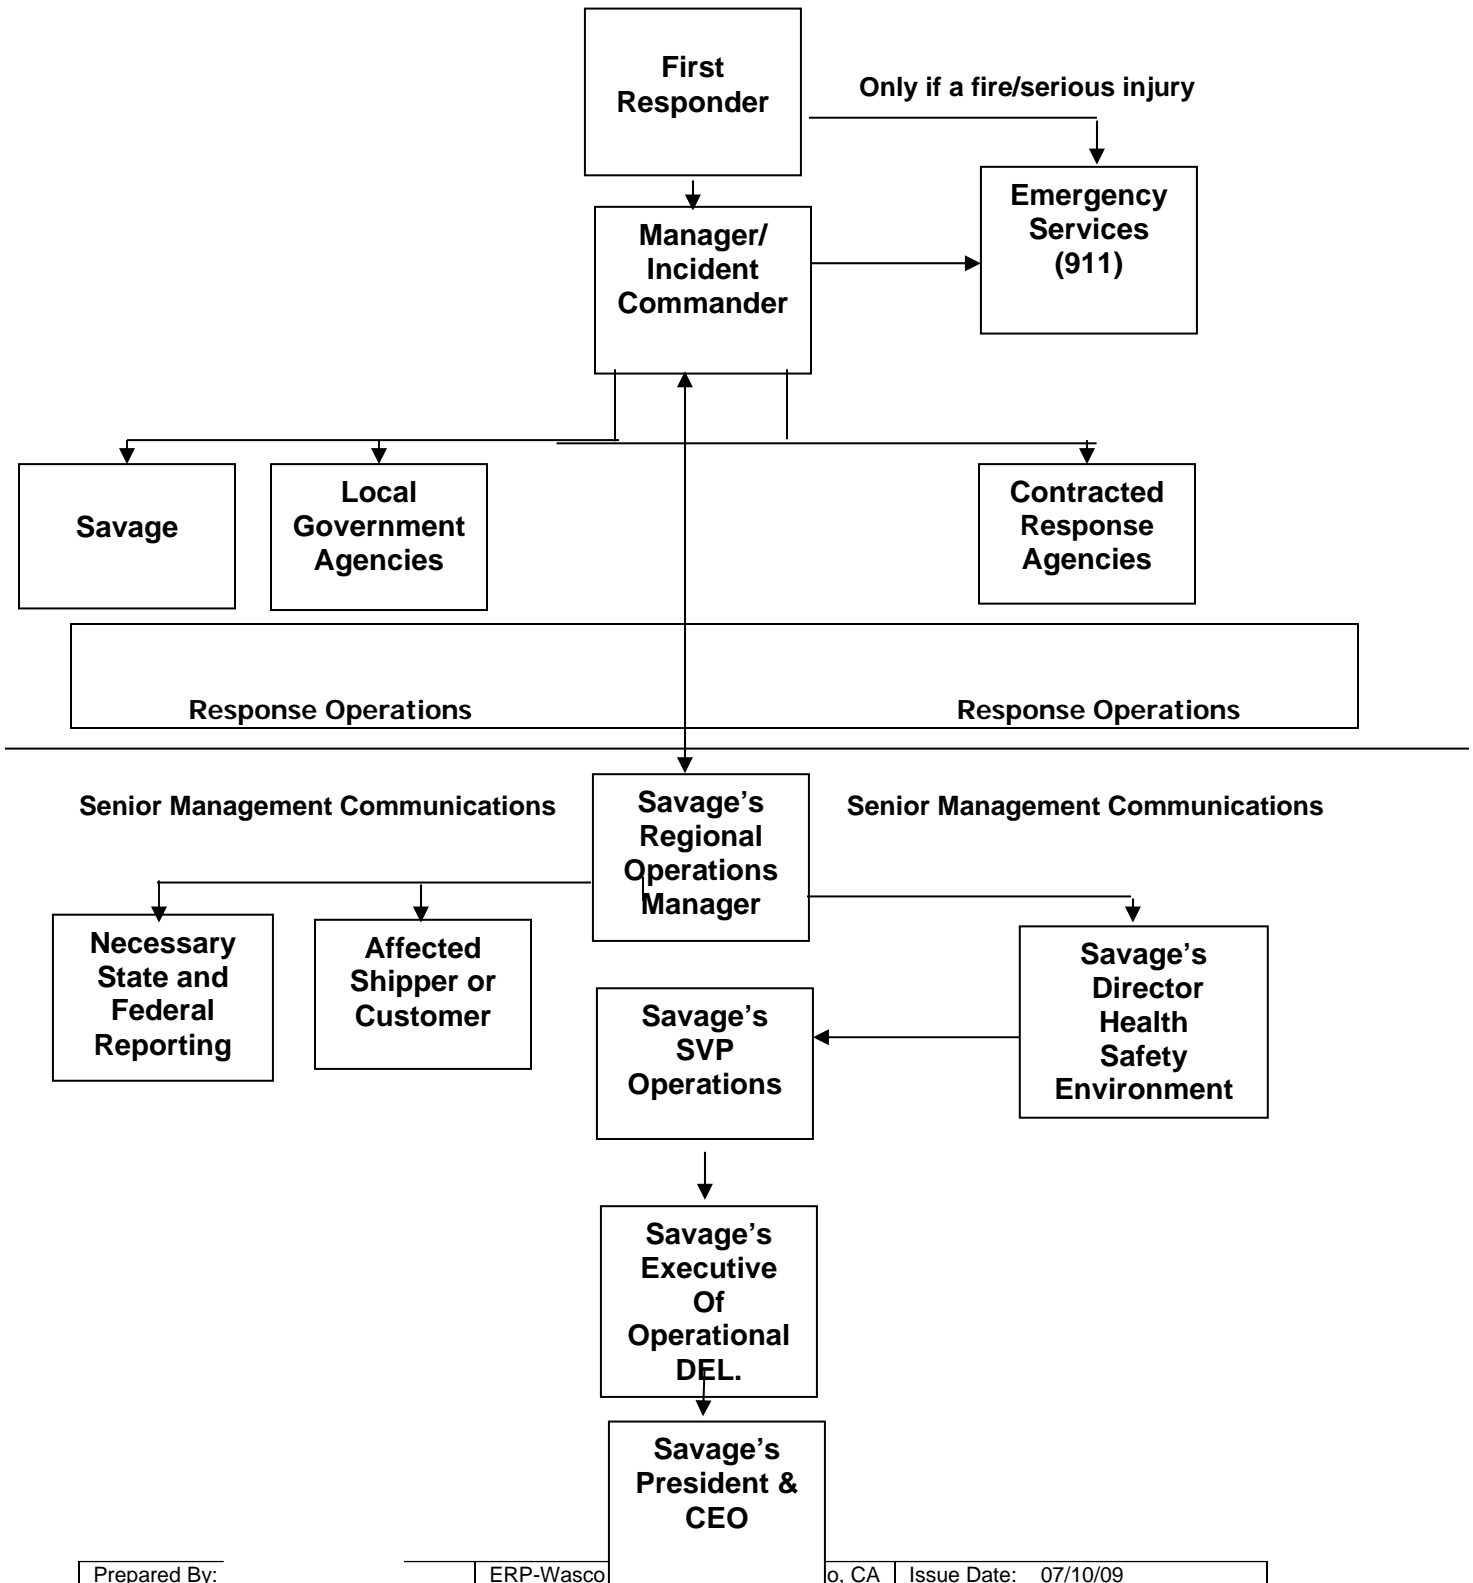 First
Responder
Only if a fire/serious injury
Emergency
Services
(911)
Manager/
Incident
Commander
Savage
Local
Government
Agencies
Contracted
Response
Agencies
Response Operations
Response Operations
Senior Management Communications
Savage’s
Regional
Operations
Manager
Senior Management Communications
Necessary
State and
Federal
Reporting
Affected
Shipper or
Customer
Savage’s
Director
Health
Safety
Environment
Savage’s
SVP
Operations
Savage’s
Executive
Of
Operational
DEL.
Savage’s
President &
CEO
Prepared By:
ERP-Wasco
o, CA
Issue Date: 07/10/09